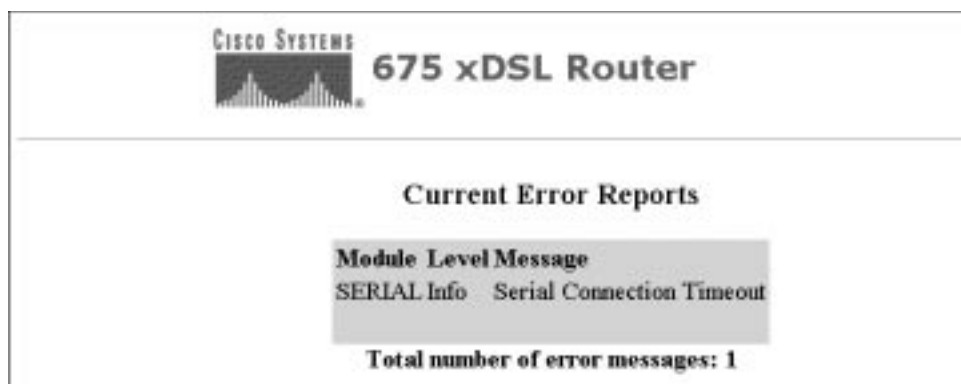 CISCO SYSTEMS
675 xDSL Router
Current Error Reports
Module Level Message
SERIAL Info Serial Connection Timeout
Total number of error messages: 1